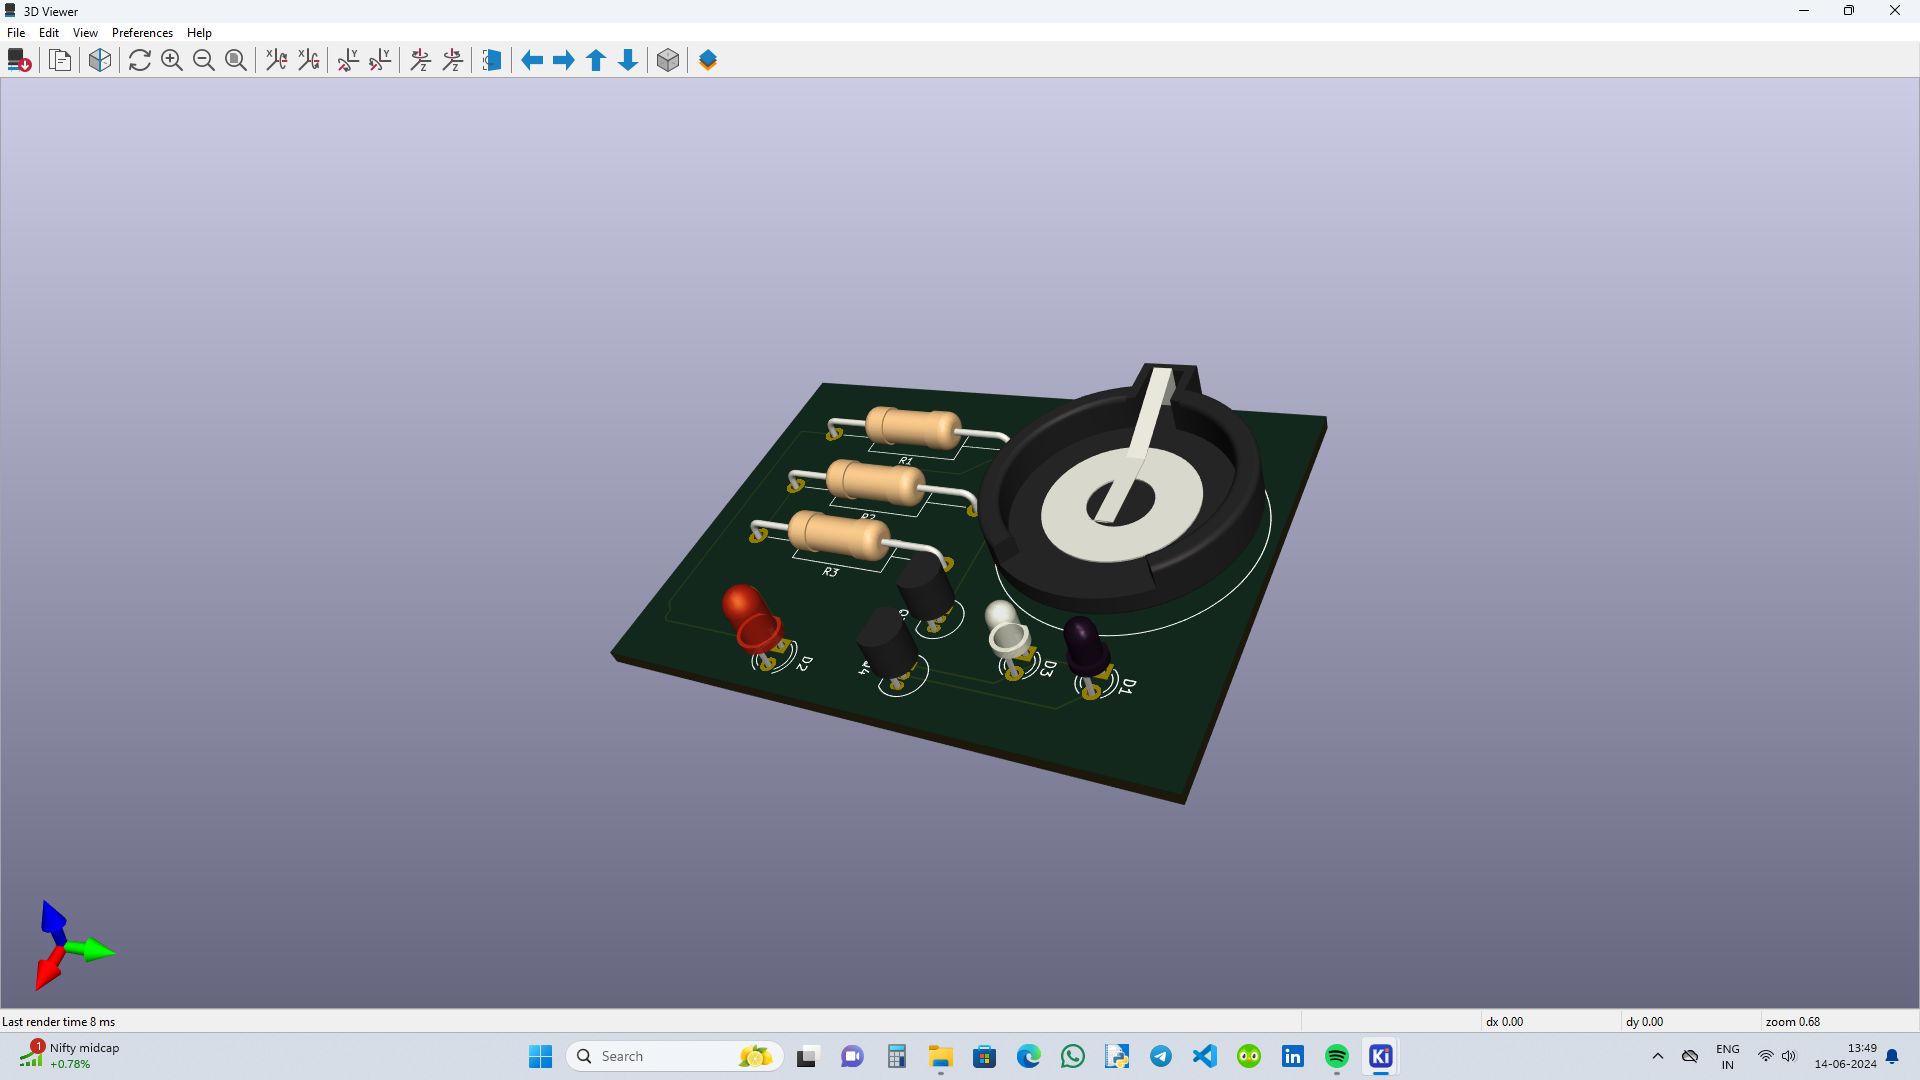 3D Viewer
File Edit View Preferences Help
R1
R2
R3
D2
D3
D1
Last render time 8 ms
dx 0.00
dy 0.00
zoom 0.68
1
Nifty midcap
+0.78%
Search
Ki
ENG
IN
13:49
14-06-2024